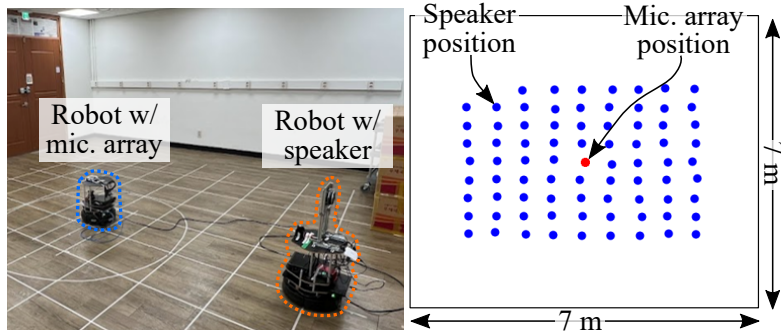 Robot w/
mic. array
Robot w/
speaker
Speaker
position
Mic. array
position
7 m
7 m